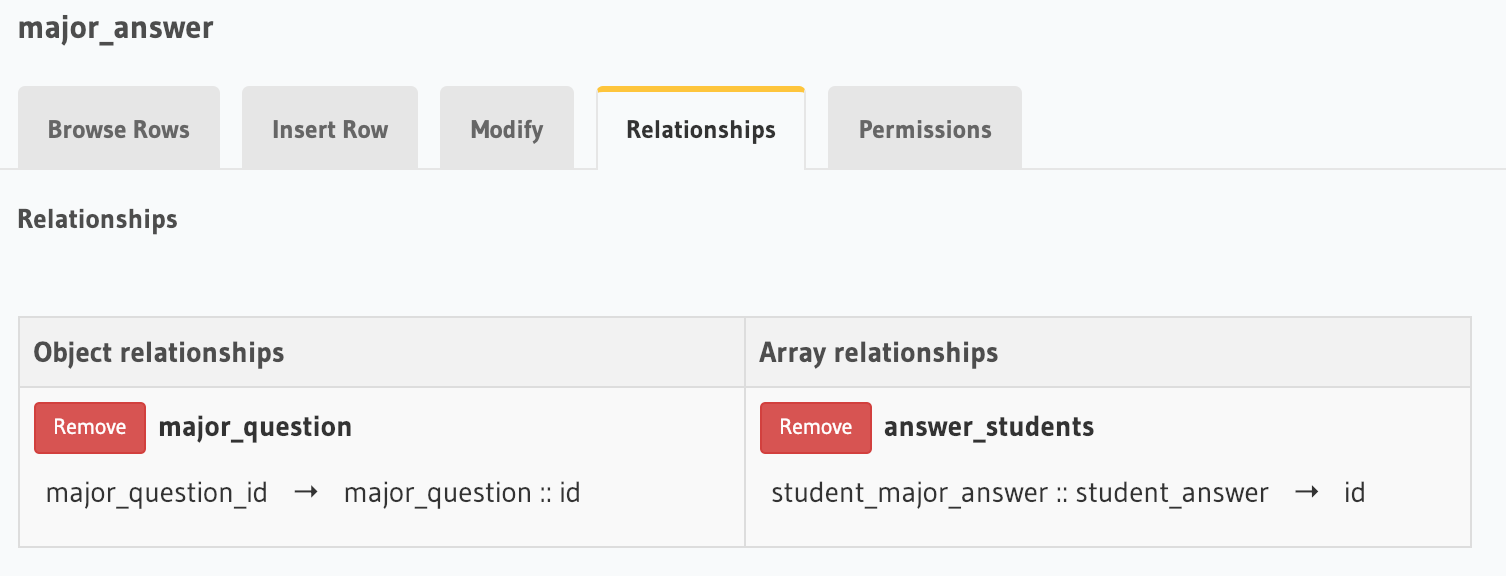 major_answer
Browse Rows Insert Row Modify Relationships Permissions
Relationships
Object relationships Array relationships
Remove major_question Remove answer_students
major_question_id → major_question :: id student_major_answer :: student_answer → id